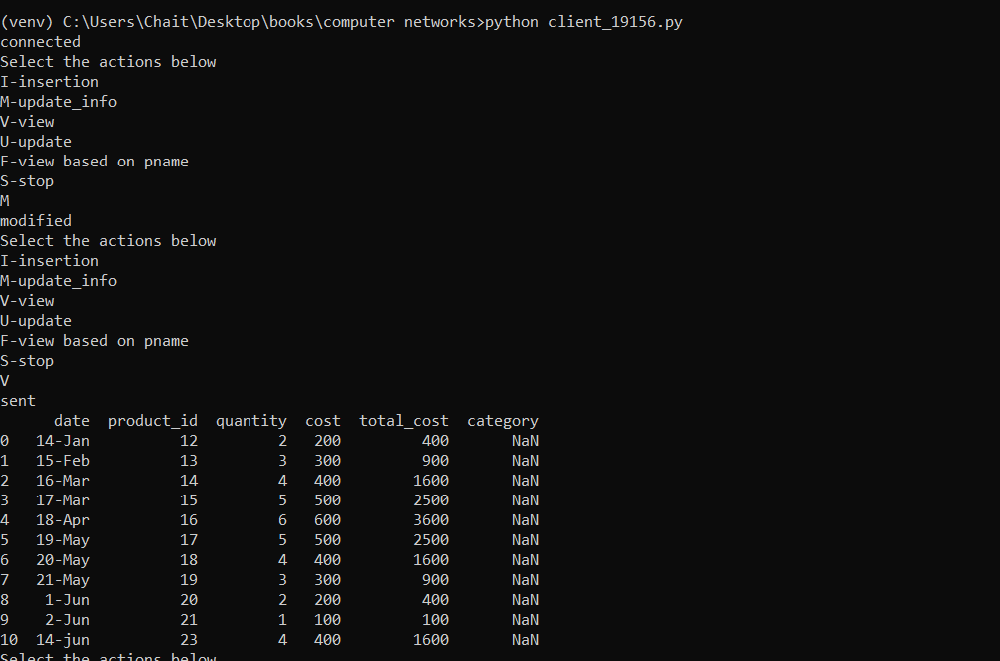 (venv) C:\Users\Chait\Desktop\books\computer networks>python client_19156.py
connected
Select the actions below
I-insertion
M-update_info
V-view
U-update
F-view based on pname
S-stop
M
modified
Select the actions below
I-insertion
M-update_info
V-view
U-update
F-view based on pname
S-stop
V
sent
      date  product_id  quantity  cost  total_cost  category
0   14-Jan          12         2   200         400       NaN
1   15-Feb          13         3   300         900       NaN
2   16-Mar          14         4   400        1600       NaN
3   17-Mar          15         5   500        2500       NaN
4   18-Apr          16         6   600        3600       NaN
5   19-May          17         5   500        2500       NaN
6   20-May          18         4   400        1600       NaN
7   21-May          19         3   300         900       NaN
8    1-Jun          20         2   200         400       NaN
9    2-Jun          21         1   100         100       NaN
10  14-jun          23         4   400        1600       NaN
Select the actions below